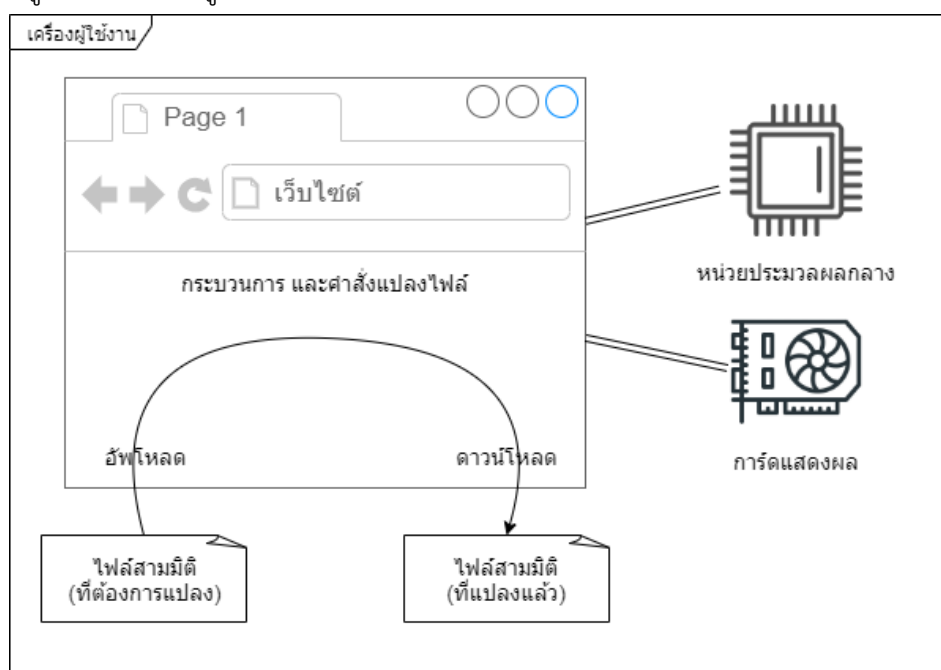 เครื่องผู้ใช้งาน
Page 1
เว็บไซต์
กระบวนการ และคำสั่งแปลงไฟล์
หน่วยประมวลผลกลาง
การ์ดแสดงผล
อัพโหลด
ดาวน์โหลด
ไฟล์สามมิติ
(ที่ต้องการแปลง)
ไฟล์สามมิติ
(ที่แปลงแล้ว)